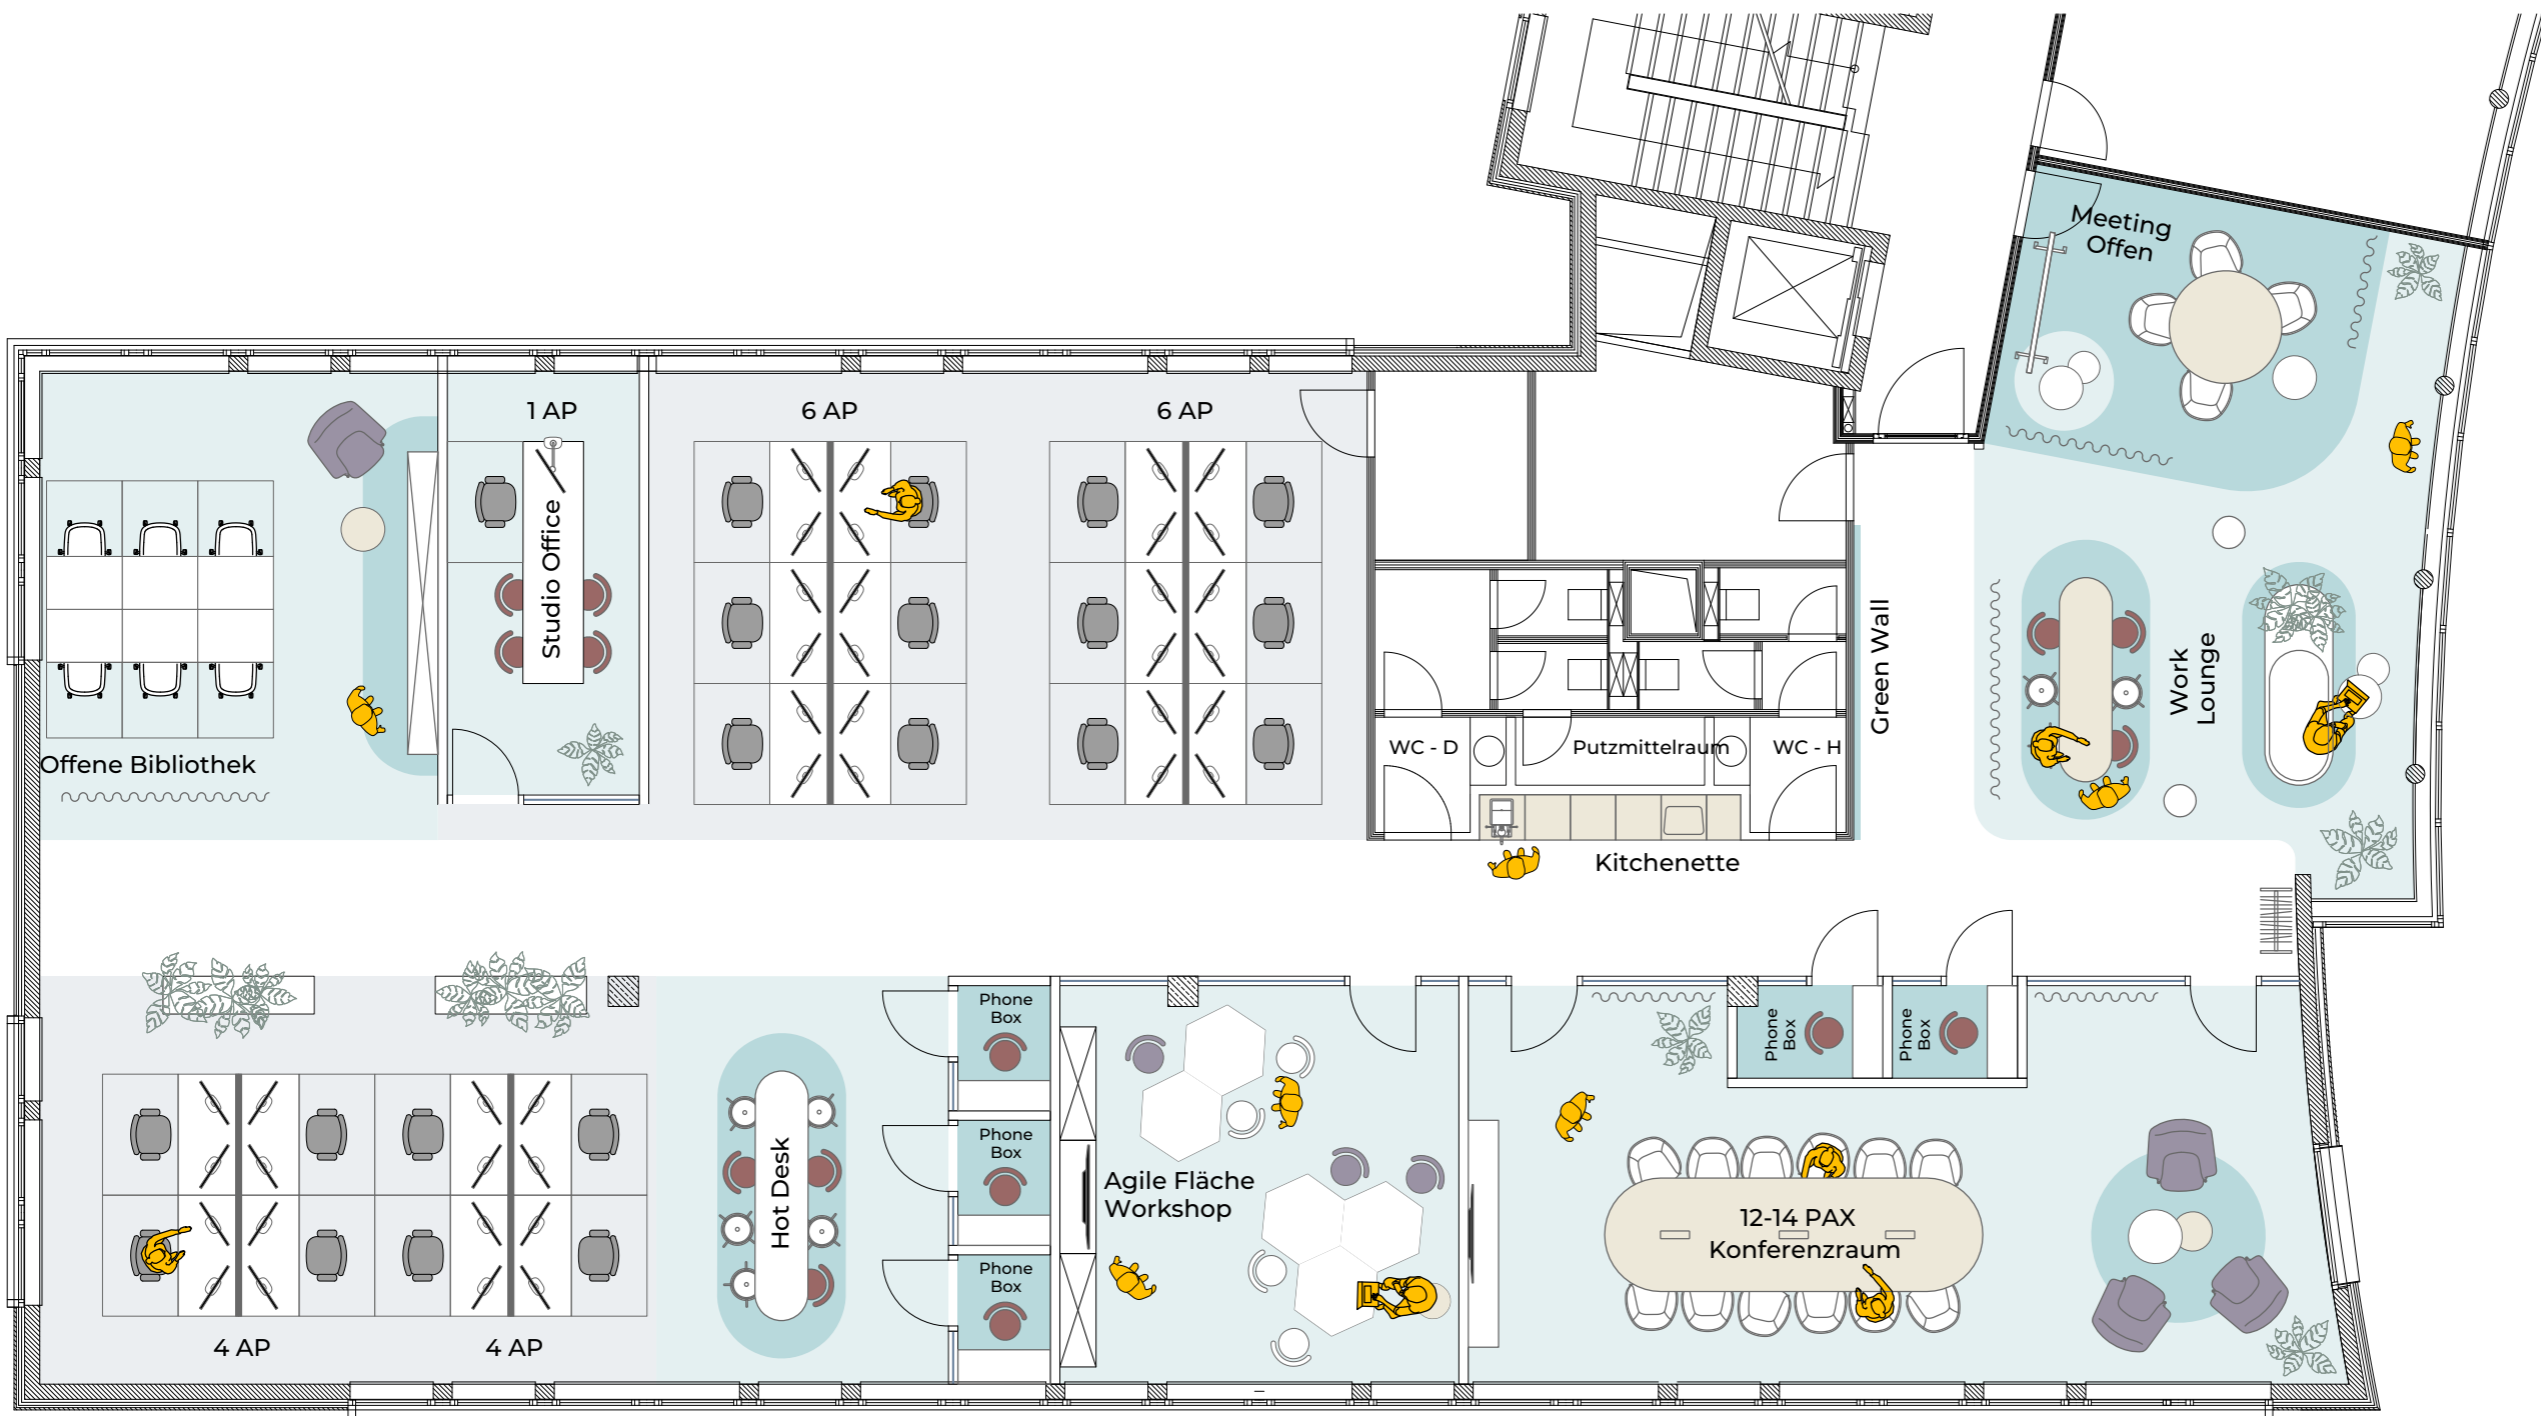 Meeting
Offen
1 AP
6 AP
6 AP
Studio Office
Offene Bibliothek
Green Wall
Work
Lounge
WC - D
Putzmittelraum
WC - H
Kitchenette
Phone
Box
Phone
Box
Phone
Box
Phone
Box
Phone
Box
Hot Desk
Agile Fläche
Workshop
12-14 PAX
Konferenzraum
4 AP
4 AP